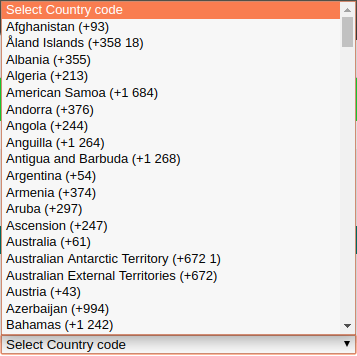 Select Country code
Afghanistan (+93)
Åland Islands (+358 18)
Albania (+355)
Algeria (+213)
American Samoa (+1 684)
Andorra (+376)
Angola (+244)
Anguilla (+1 264)
Antigua and Barbuda (+1 268)
Argentina (+54)
Armenia (+374)
Aruba (+297)
Ascension (+247)
Australia (+61)
Australian Antarctic Territory (+672 1)
Australian External Territories (+672)
Austria (+43)
Azerbaijan (+994)
Bahamas (+1 242)
Select Country code